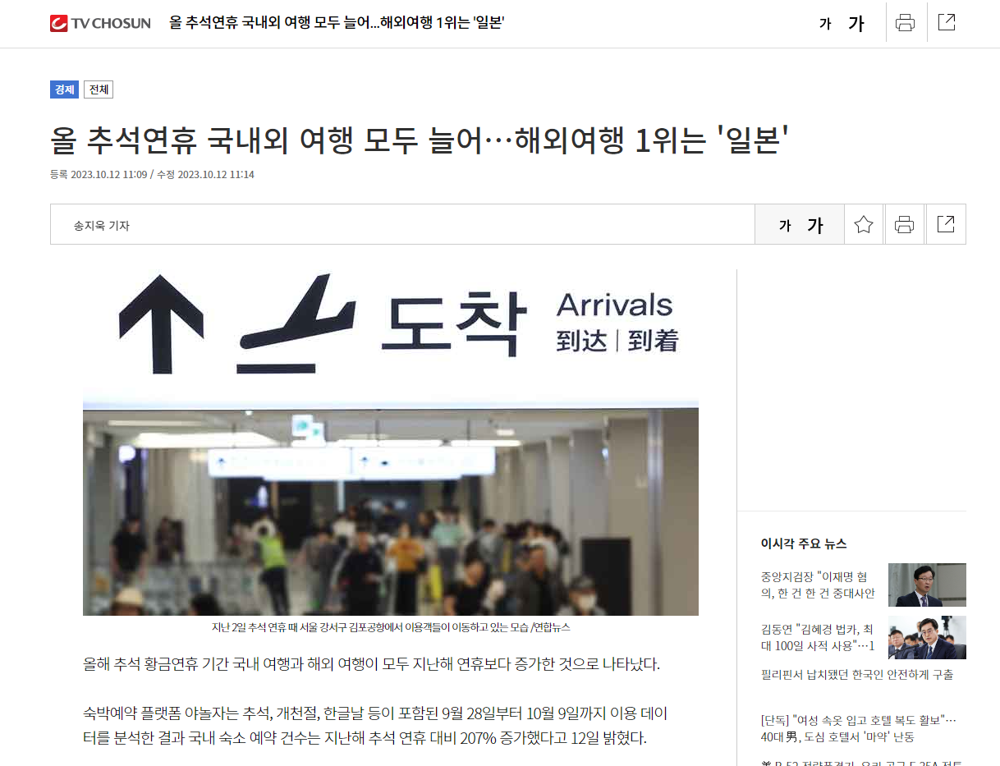 TV CHOSUN 올 추석연휴 국내외 여행 모두 늘어...해외여행 1위는 '일본'
가 가
경제 전체
올 추석연휴 국내외 여행 모두 늘어…해외여행 1위는 '일본'
등록 2023.10.12 11:09 / 수정 2023.10.12 11:14
송지욱 기자
가 가
도착 Arrivals
到达 | 到着
지난 2일 추석 연휴 때 서울 강서구 김포공항에서 이용객들이 이동하고 있는 모습 /연합뉴스
올해 추석 황금연휴 기간 국내 여행과 해외 여행이 모두 지난해 연휴보다 증가한 것으로 나타났다.
숙박예약 플랫폼 야놀자는 추석, 개천절, 한글날 등이 포함된 9월 28일부터 10월 9일까지 이용 데이
터를 분석한 결과 국내 숙소 예약 건수는 지난해 추석 연휴 대비 207% 증가했다고 12일 밝혔다.
이시각 주요 뉴스
중앙지검장 "이재명 혐
의, 한 건 한 건 중대사안
김동연 "김혜경 법카, 최
대 100일 사적 사용"…1
필리핀서 납치됐던 한국인 안전하게 구출
[단독] "여성 속옷 입고 호텔 복도 활보"…
40대 男, 도심 호텔서 '마약' 난동